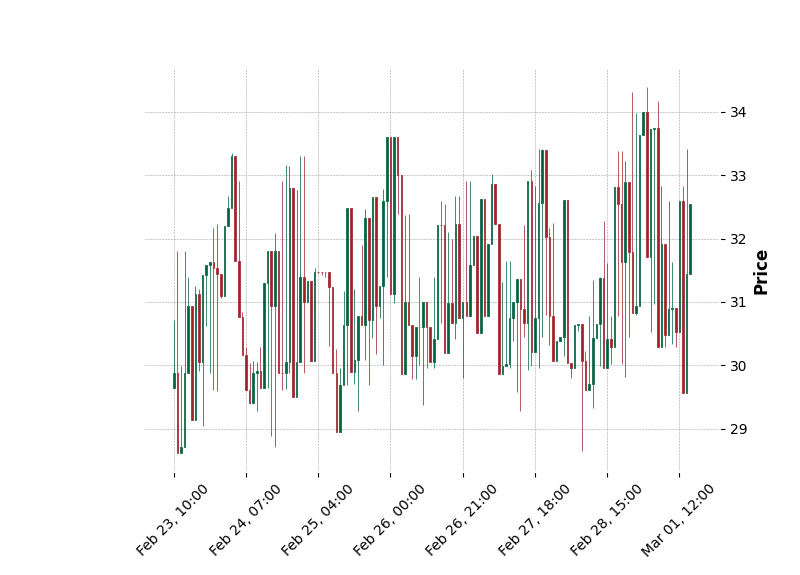 34
33
32
31
30
29
Price
Feb 23, 10:00
Feb 24, 07:00
Feb 25, 04:00
Feb 26, 00:00
Feb 26, 21:00
Feb 27, 18:00
Feb 28, 15:00
Mar 01, 12:00